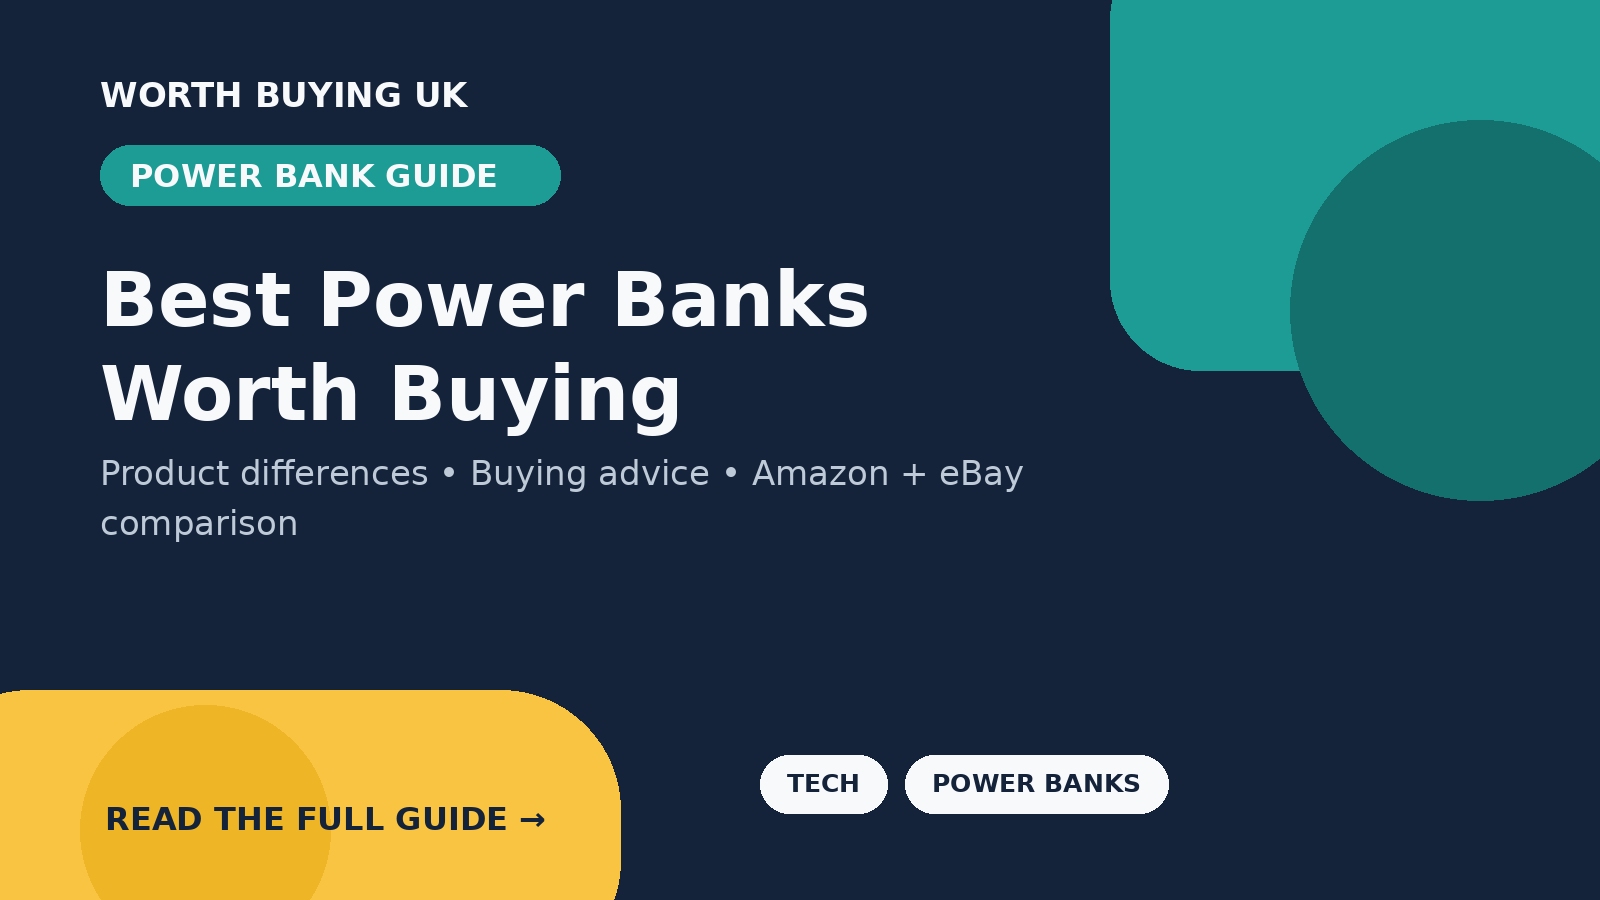 WORTH BUYING UK
POWER BANK GUIDE
Best Power Banks
Worth Buying
Product differences • Buying advice • Amazon + eBay
comparison
READ THE FULL GUIDE →
TECH
POWER BANKS